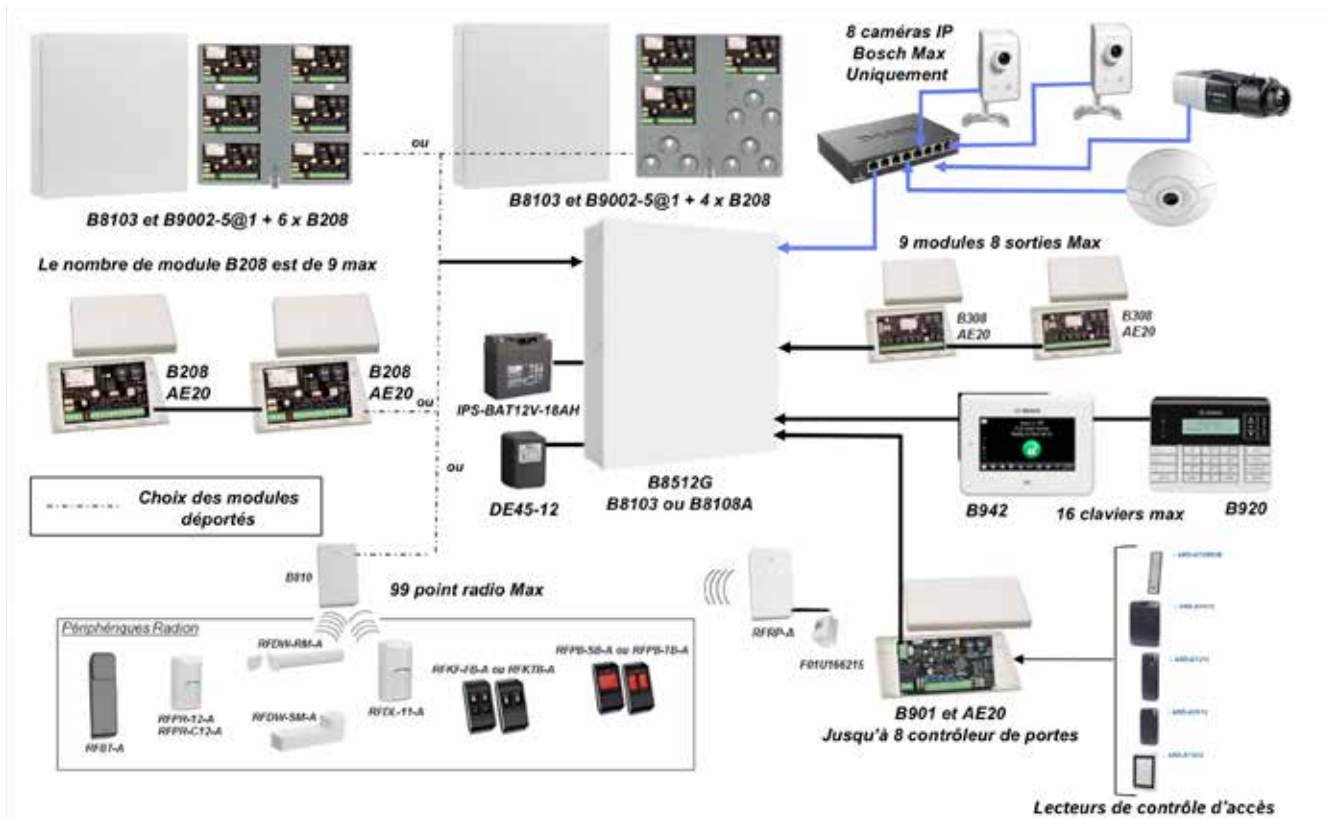 8 caméras IP
Bosch Max
Uniquement
ou
B8103 et B9002-5@1 + 6 x B208
B8103 et B9002-5@1 + 4 x B208
Le nombre de module B208 est de 9 max
9 modules 8 sorties Max
B208
AE20
B208
AE20
ou
B308
AE20
B308
AE20
IPS-BAT12V-18AH
ou
DE45-12
B8512G
B8103 ou B8108A
B942
16 claviers max
B920
Choix des modules
déportés
B810
99 point radio Max
RFRP-A
F01U166216
Périphériques Radion
RFBT-A
RFPR-12-A
RFPR-C12-A
RFDW-RM-A
RFDW-SM-A
RFDL-11-A
RFKF-FB-A ou RFKTB-A
RFPB-SB-A ou RFPB-TB-A
B901 et AE20
Jusqu'à 8 contrôleur de portes
Lecteurs de contrôle d'accès